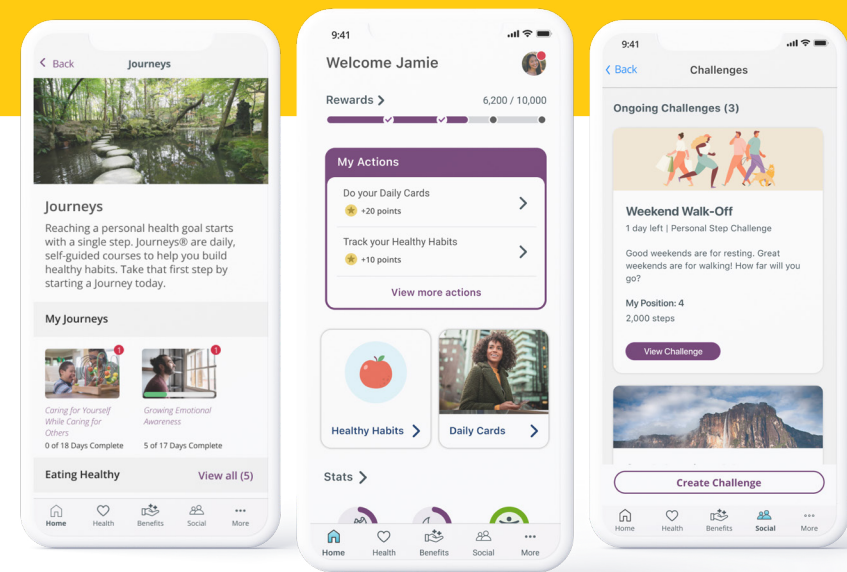 Back
Journeys
Journeys
Reaching a personal health goal starts
with a single step. Journeys® are daily,
self-guided courses to help you build
healthy habits. Take that first step by
starting a Journey today.
My Journeys
1
1
Caring for Yourself
While Caring for
Others
0 of 18 Days Complete
Growing Emotional
Awareness
5 of 17 Days Complete
Eating Healthy
View all (5)
Home
Health
Benefits
Social
More
9:41
Welcome Jamie
Rewards
6,200 / 10,000
My Actions
Do your Daily Cards
+20 points
Track your Healthy Habits
+10 points
View more actions
Healthy Habits
Daily Cards
Stats
Home
Health
Benefits
Social
More
9:41
Back
Challenges
Ongoing Challenges (3)
Weekend Walk-Off
1 day left | Personal Step Challenge
Good weekends are for resting. Great
weekends are for walking! How far will you
go?
My Position: 4
2,000 steps
View Challenge
Create Challenge
Home
Health
Benefits
Social
More